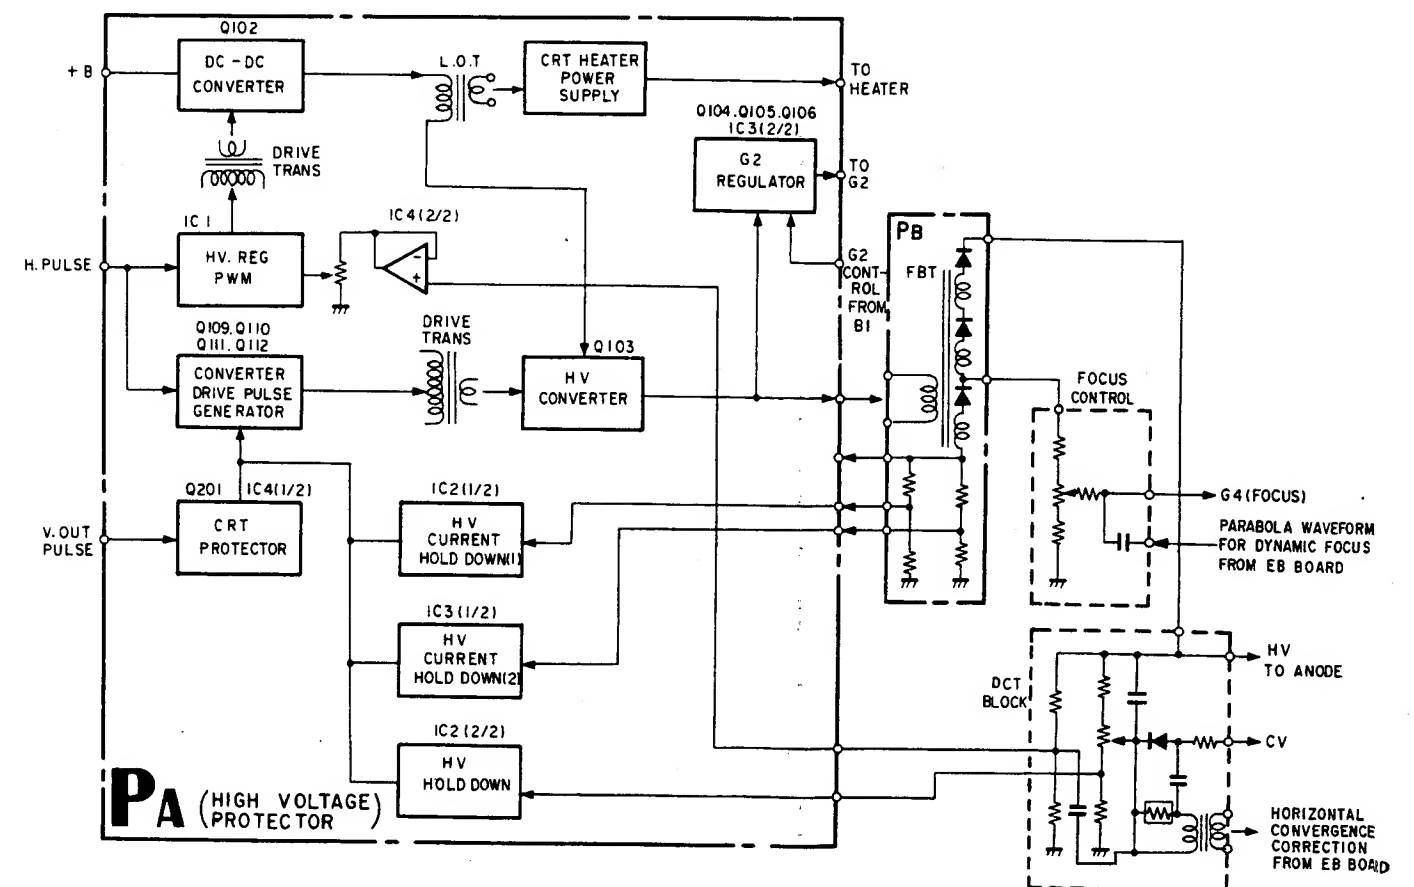 Q102
+B
DC-DC
CONVERTER
L.O.T
CRT HEATER
POWER
SUPPLY
TO
HEATER
DRIVE
TRANS
Q104.Q105.Q106
IC3(2/2)
G2
REGULATOR
TO
G2
IC1
HV. REG
PWM
H.PULSE
IC4(2/2)
-
+
G2
CONT-
ROL
FROM
B1
PB
FBT
Q109.Q110
Q111.Q112
CONVERTER
DRIVE PULSE
GENERATOR
DRIVE
TRANS
Q103
HV
CONVERTER
FOCUS
CONTROL
G4(FOCUS)
PARABOLA WAVEFORM
FOR DYNAMIC FOCUS
FROM EB BOARD
Q201 IC4(1/2)
CRT
PROTECTOR
V.OUT
PULSE
IC2(1/2)
HV
CURRENT
HOLD DOWN(1)
IC3(1/2)
HV
CURRENT
HOLD DOWN(2)
IC2(2/2)
HV
HOLD DOWN
PA (HIGH VOLTAGE
PROTECTOR)
DCT
BLOCK
HV
TO ANODE
CV
HORIZONTAL
CONVERGENCE
CORRECTION
FROM EB BOARD